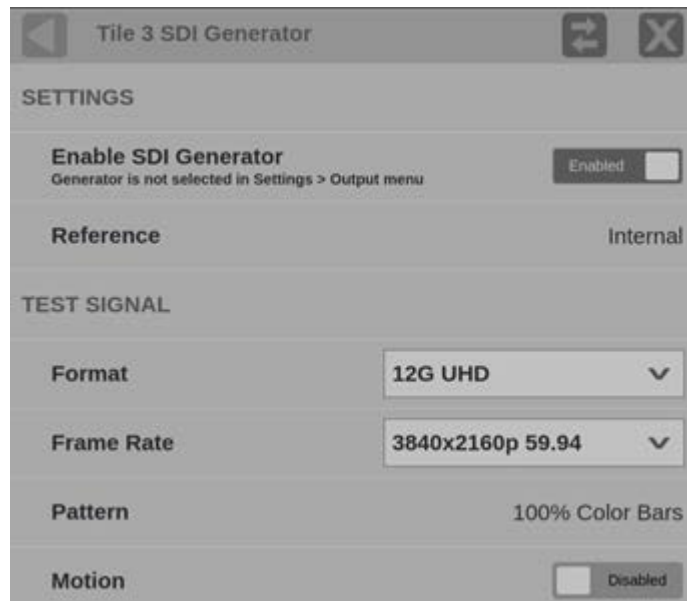 Tile 3 SDI Generator
SETTINGS
Enable SDI Generator
Enabled
Generator is not selected in Settings > Output menu
Reference
Internal
TEST SIGNAL
Format
12G UHD
Frame Rate
3840x2160p 59.94
Pattern
100% Color Bars
Motion
Disabled